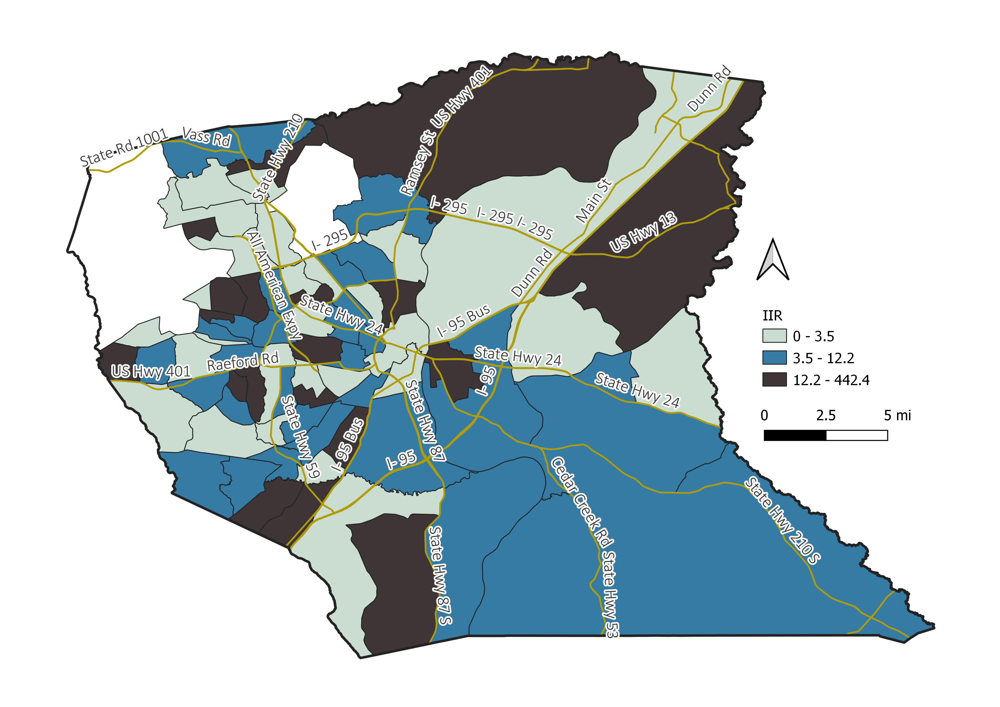 Dunn Rd
US Hwy 401
State Hwy 210
State Rd 1001
Vass Rd
Ramsey St
Main St
I- 295
I- 295
I- 295
US Hwy 13
I- 295
All American Expy
Dunn Rd
State Hwy 24
I- 95 Bus
IIR
0 - 3.5
3.5 - 12.2
12.2 - 442.4
State Hwy 24
Raeford Rd
US Hwy 401
I- 95
State Hwy 24
State Hwy 59
State Hwy 87
I- 95 Bus
0 2.5 5 mi
I- 95
Cedar Creek Rd
State Hwy 210 S
State Hwy 87 S
State Hwy 53